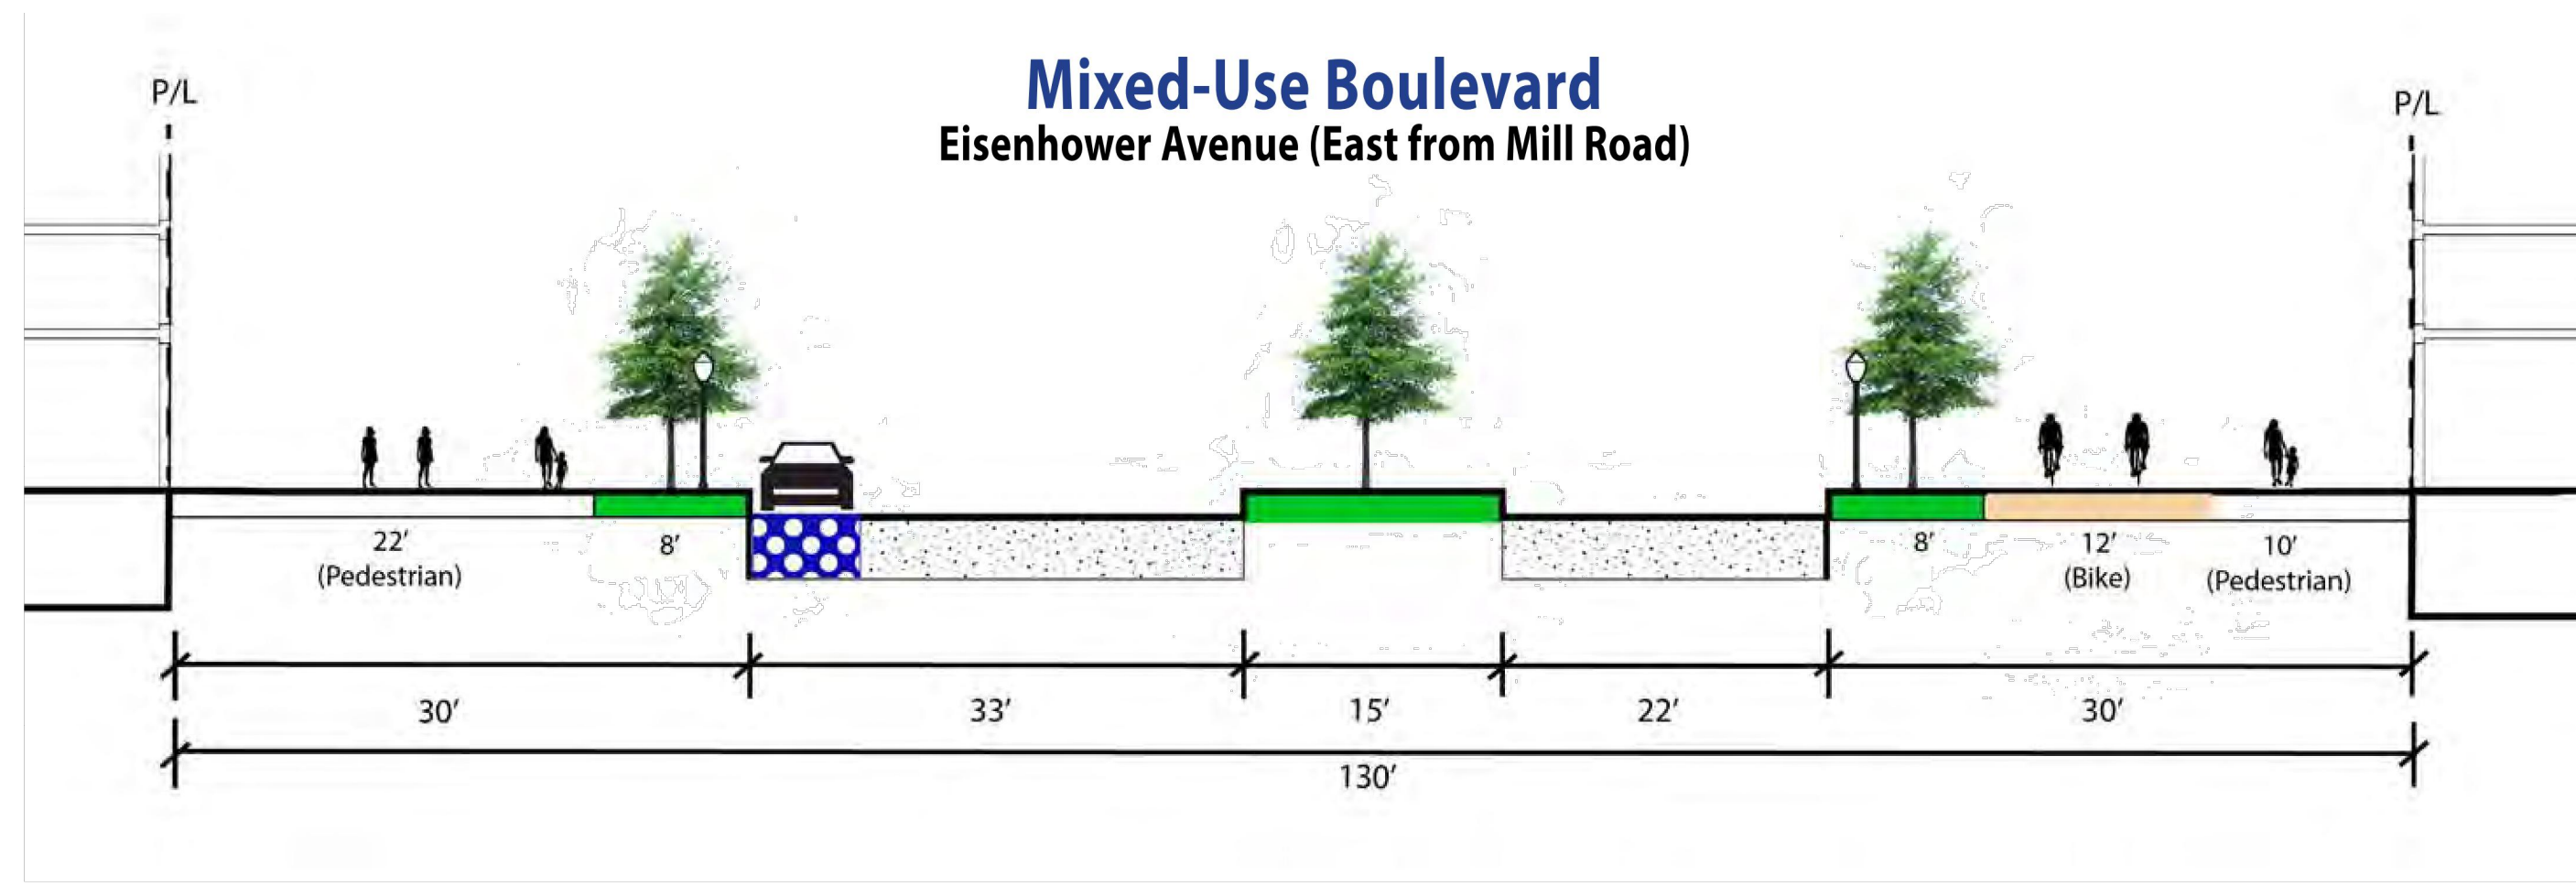 Mixed-Use Boulevard
Eisenhower Avenue (East from Mill Road)
P/L
P/L
22'
(Pedestrian)
8'
8'
12'
(Bike)
10'
(Pedestrian)
30'
33'
15'
22'
30'
130'